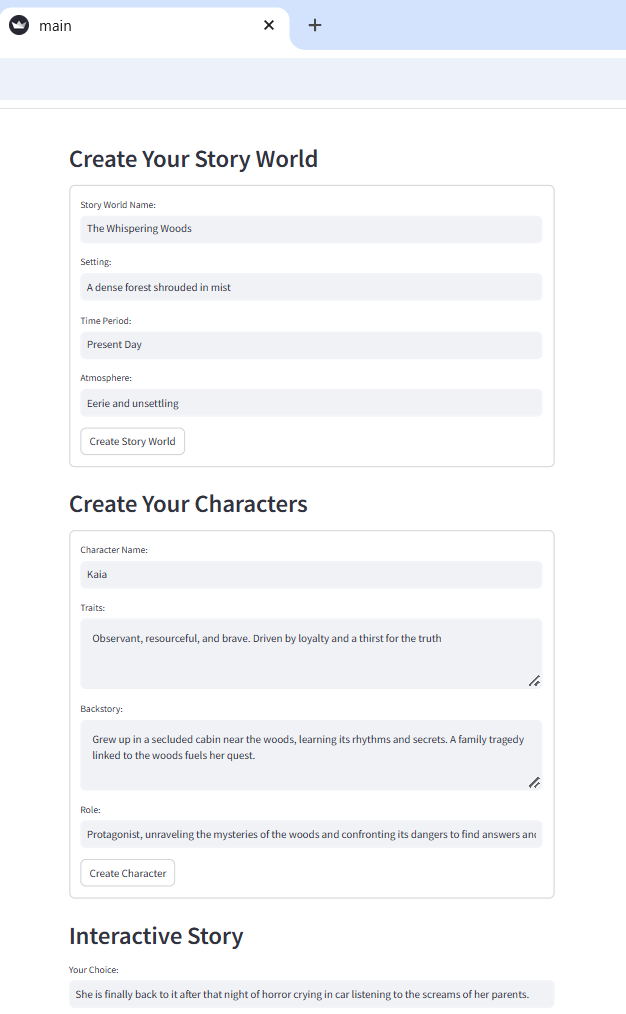 main
Create Your Story World
Story World Name:
The Whispering Woods
Setting:
A dense forest shrouded in mist
Time Period:
Present Day
Atmosphere:
Eerie and unsettling
Create Story World
Create Your Characters
Character Name:
Kaia
Traits:
Observant, resourceful, and brave. Driven by loyalty and a thirst for the truth
Backstory:
Grew up in a secluded cabin near the woods, learning its rhythms and secrets. A family tragedy
linked to the woods fuels her quest.
Role:
Protagonist, unraveling the mysteries of the woods and confronting its dangers to find answers and
Create Character
Interactive Story
Your Choice:
She is finally back to it after that night of horror crying in car listening to the screams of her parents.